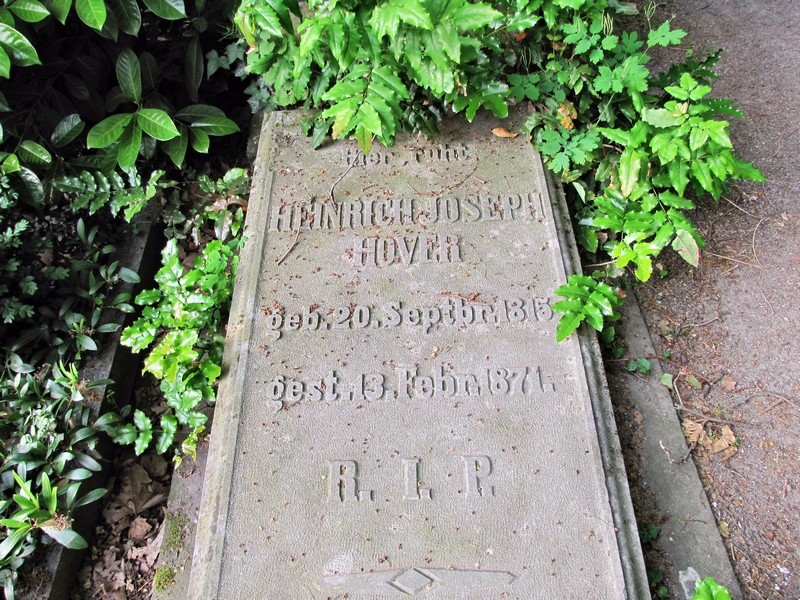 Hier ruht
HEINRICH JOSEPH
HOVER
geb. 20. Septbr. 1815
gest. 13. Febr. 1871.
R. I. P.